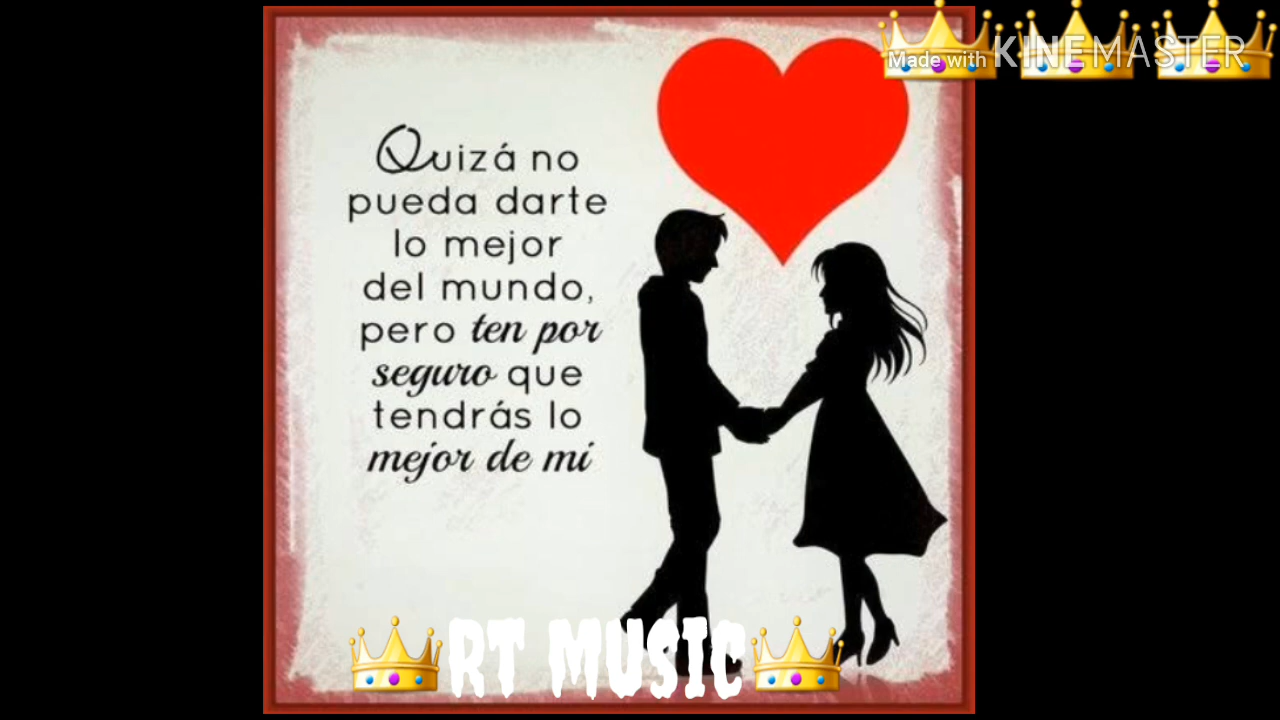 Made with KINEMASTER
Quizá no
pueda darte
lo mejor
del mundo,
pero ten por
seguro que
tendrás lo
mejor de mí
RT MUSIC